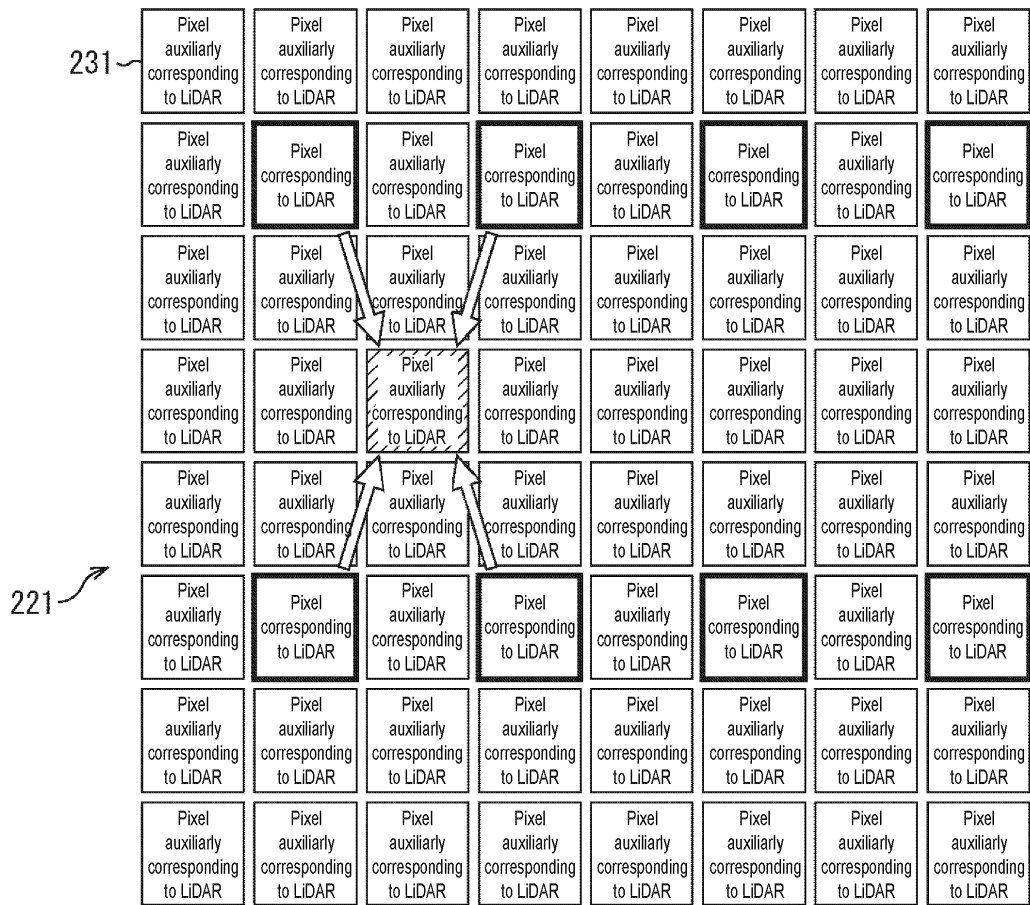 231
Pixel
auxiliarly
corresponding
to LiDAR
Pixel
auxiliarly
corresponding
to LiDAR
Pixel
auxiliarly
corresponding
to LiDAR
Pixel
auxiliarly
corresponding
to LiDAR
Pixel
auxiliarly
corresponding
to LiDAR
Pixel
auxiliarly
corresponding
to LiDAR
Pixel
auxiliarly
corresponding
to LiDAR
Pixel
auxiliarly
corresponding
to LiDAR
Pixel
auxiliarly
corresponding
to LiDAR
Pixel
corresponding
to LiDAR
Pixel
auxiliarly
corresponding
to LiDAR
Pixel
corresponding
to LiDAR
Pixel
auxiliarly
corresponding
to LiDAR
Pixel
corresponding
to LiDAR
Pixel
auxiliarly
corresponding
to LiDAR
Pixel
corresponding
to LiDAR
Pixel
auxiliarly
corresponding
to LiDAR
Pixel
auxiliarly
corresponding
to LiDAR
Pixel
auxiliarly
corresponding
to LiDAR
Pixel
auxiliarly
corresponding
to LiDAR
Pixel
auxiliarly
corresponding
to LiDAR
Pixel
auxiliarly
corresponding
to LiDAR
Pixel
auxiliarly
corresponding
to LiDAR
Pixel
auxiliarly
corresponding
to LiDAR
Pixel
auxiliarly
corresponding
to LiDAR
Pixel
auxiliarly
corresponding
to LiDAR
Pixel
auxiliarly
corresponding
to LiDAR
Pixel
auxiliarly
corresponding
to LiDAR
Pixel
auxiliarly
corresponding
to LiDAR
Pixel
auxiliarly
corresponding
to LiDAR
Pixel
auxiliarly
corresponding
to LiDAR
Pixel
auxiliarly
corresponding
to LiDAR
Pixel
auxiliarly
corresponding
to LiDAR
Pixel
auxiliarly
corresponding
to LiDAR
Pixel
auxiliarly
corresponding
to LiDAR
Pixel
auxiliarly
corresponding
to LiDAR
Pixel
auxiliarly
corresponding
to LiDAR
Pixel
auxiliarly
corresponding
to LiDAR
Pixel
auxiliarly
corresponding
to LiDAR
Pixel
auxiliarly
corresponding
to LiDAR
221
Pixel
auxiliarly
corresponding
to LiDAR
Pixel
corresponding
to LiDAR
Pixel
auxiliarly
corresponding
to LiDAR
Pixel
corresponding
to LiDAR
Pixel
auxiliarly
corresponding
to LiDAR
Pixel
corresponding
to LiDAR
Pixel
auxiliarly
corresponding
to LiDAR
Pixel
corresponding
to LiDAR
Pixel
auxiliarly
corresponding
to LiDAR
Pixel
auxiliarly
corresponding
to LiDAR
Pixel
auxiliarly
corresponding
to LiDAR
Pixel
auxiliarly
corresponding
to LiDAR
Pixel
auxiliarly
corresponding
to LiDAR
Pixel
auxiliarly
corresponding
to LiDAR
Pixel
auxiliarly
corresponding
to LiDAR
Pixel
auxiliarly
corresponding
to LiDAR
Pixel
auxiliarly
corresponding
to LiDAR
Pixel
auxiliarly
corresponding
to LiDAR
Pixel
auxiliarly
corresponding
to LiDAR
Pixel
auxiliarly
corresponding
to LiDAR
Pixel
auxiliarly
corresponding
to LiDAR
Pixel
auxiliarly
corresponding
to LiDAR
Pixel
auxiliarly
corresponding
to LiDAR
Pixel
auxiliarly
corresponding
to LiDAR